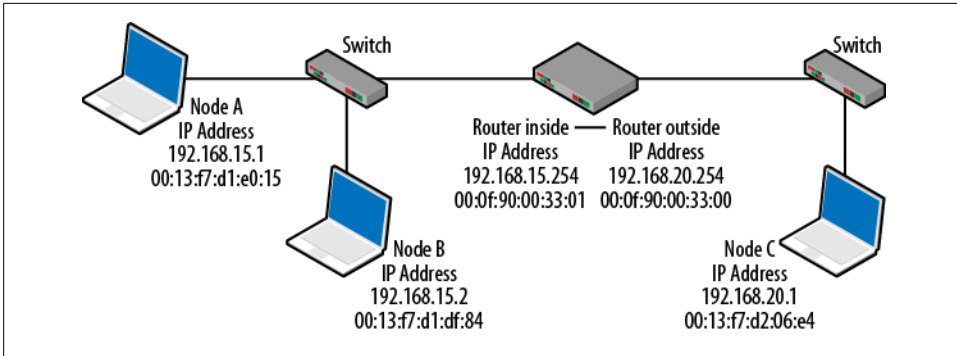 Switch
Switch
Node A
IP Address
192.168.15.1
00:13:f7:d1:e0:15
Router inside — Router outside
IP Address IP Address
192.168.15.254 192.168.20.254
00:0f:90:00:33:01 00:0f:90:00:33:00
Node B
IP Address
192.168.15.2
00:13:f7:d1:df:84
Node C
IP Address
192.168.20.1
00:13:f7:d2:06:e4